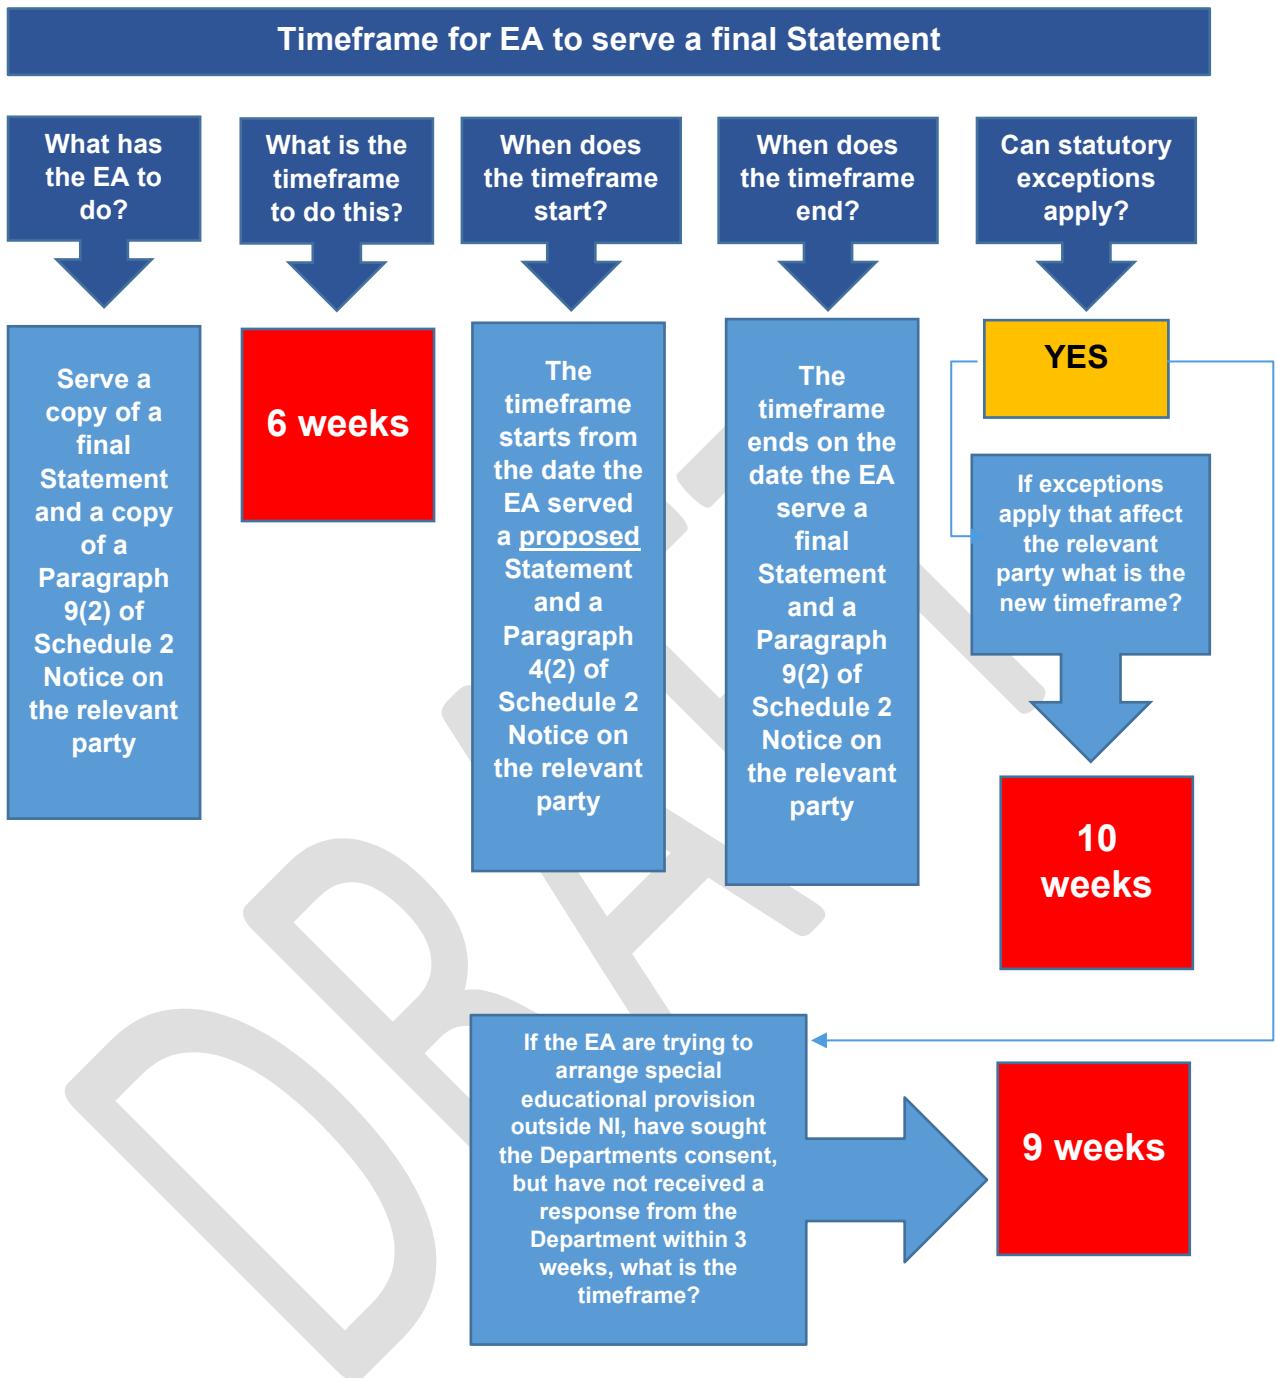 Timeframe for EA to serve a final Statement
What has
the EA to
do?
What is the
timeframe
to do this?
When does
the timeframe
start?
When does
the timeframe
end?
Can statutory
exceptions
apply?
Serve a
copy of a
final
Statement
and a copy
of a
Paragraph
9(2) of
Schedule 2
Notice on
the relevant
party
6 weeks
The
timeframe
starts from
the date the
EA served
a proposed
Statement
and a
Paragraph
4(2) of
Schedule 2
Notice on
the relevant
party
The
timeframe
ends on the
date the EA
serve a
final
Statement
and a
Paragraph
9(2) of
Schedule 2
Notice on
the relevant
party
YES
If exceptions
apply that affect
the relevant
party what is the
new timeframe?
10
weeks
If the EA are trying to
arrange special
educational provision
outside NI, have sought
the Departments consent,
but have not received a
response from the
Department within 3
weeks, what is the
timeframe?
9 weeks
DRAFT